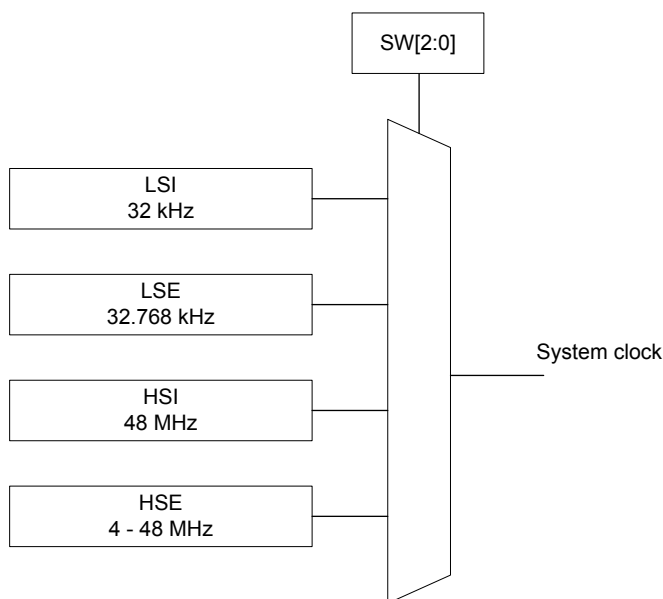 SW[2:0]
LSI
32 kHz
LSE
32.768 kHz
System clock
HSI
48 MHz
HSE
4 - 48 MHz